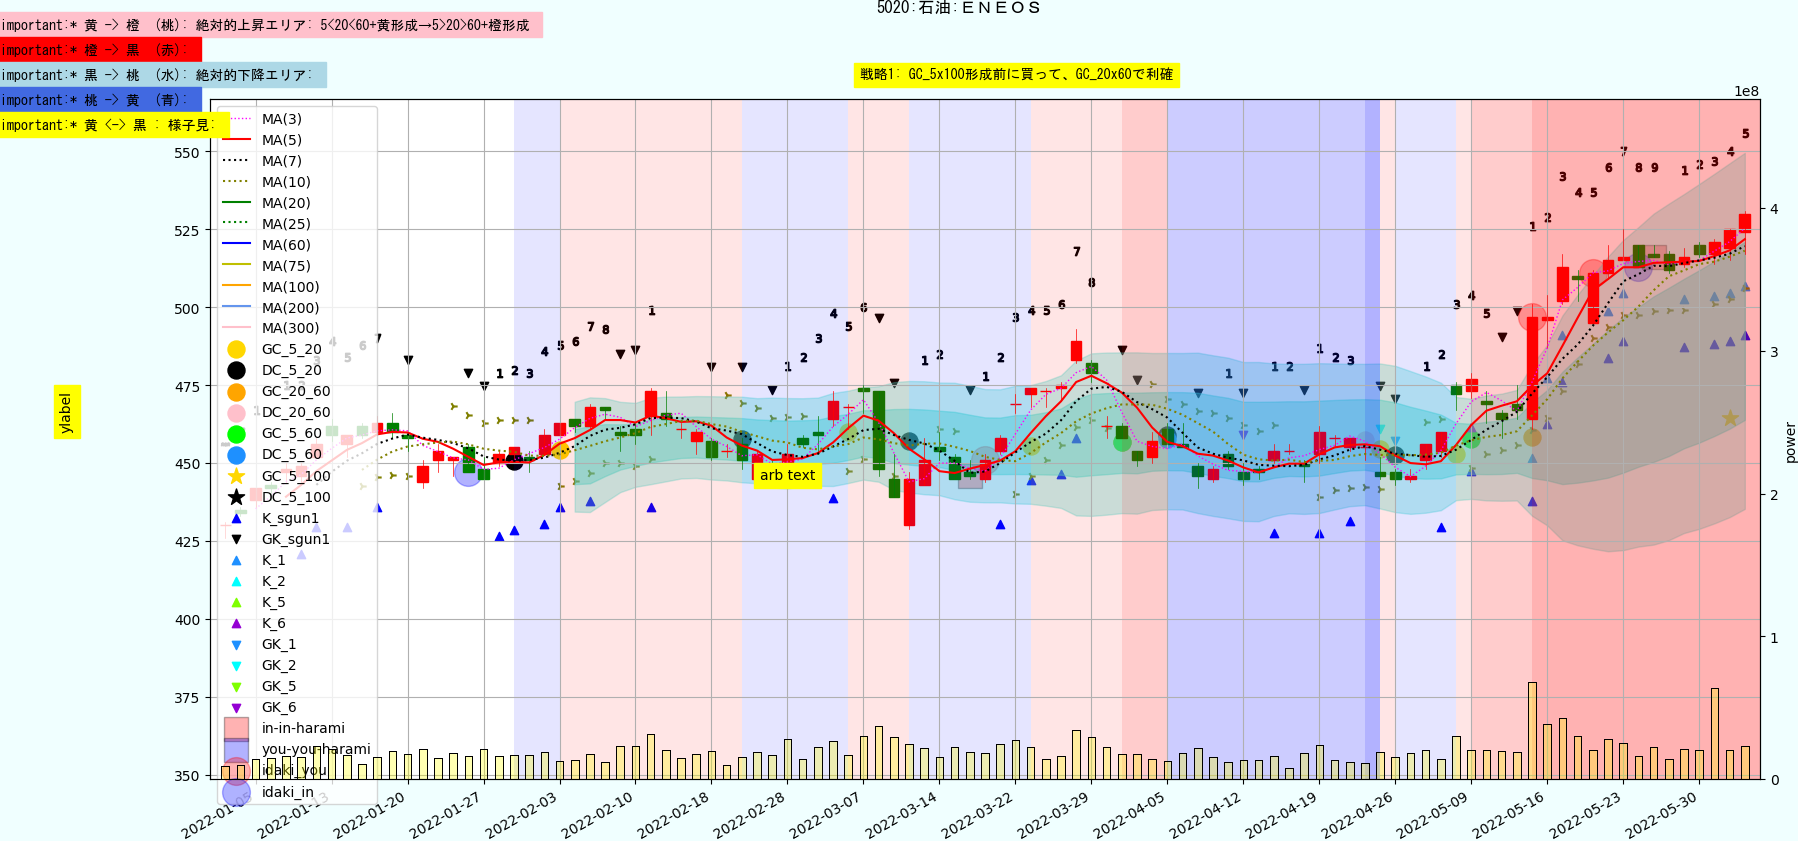 5020:石油:ＥＮＥＯＳ
important:* 黄 -> 橙 (桃): 絶対的上昇エリア: 5<20<60+黄形成→5>20>60+橙形成
important:* 橙 -> 黒 (赤):
important:* 黒 -> 桃 (水): 絶対的下降エリア:
important:* 桃 -> 黄 (青):
important:* 黄 <-> 黒 : 様子見:
戦略1: GC_5x100形成前に買って、GC_20x60で利確
1e8
MA(3)
MA(5)
MA(7)
MA(10)
MA(20)
MA(25)
MA(60)
MA(75)
MA(100)
MA(200)
MA(300)
GC_5_20
DC_5_20
GC_20_60
DC_20_60
GC_5_60
DC_5_60
GC_5_100
DC_5_100
K_sgun1
GK_sgun1
K_1
K_2
K_5
K_6
GK_1
GK_2
GK_5
GK_6
in-in-harami
you-you-harami
idaki_you
idaki_in
550
525
500
475
450
425
400
375
350
ylabel
arb text
4
3
2
1
0
power
2022-01-05
2022-01-13
2022-01-20
2022-01-27
2022-02-03
2022-02-10
2022-02-18
2022-02-28
2022-03-07
2022-03-14
2022-03-22
2022-03-29
2022-04-05
2022-04-12
2022-04-19
2022-04-26
2022-05-09
2022-05-16
2022-05-23
2022-05-30